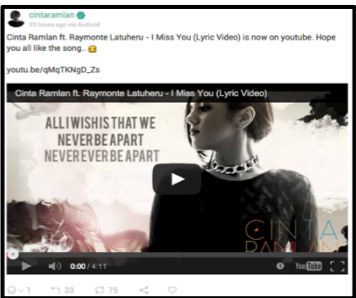 cintaramian
23 hours ago via Android
Cinta Ramlan ft. Raymonte Latuheru - I Miss You (Lyric Video) is now on youtube. Hope
you all like the song..
youtu.be/qMqTKNgD_Zs
Cinta Ramlan ft. Raymonte Latuheru - I Miss You (Lyric Video)
ALL I WISH IS THAT WE
NEVER BE APART
NEVER EVER BE APART
CINTA
RAMLAN
0:00 / 4:11
YouTube
1 33 75